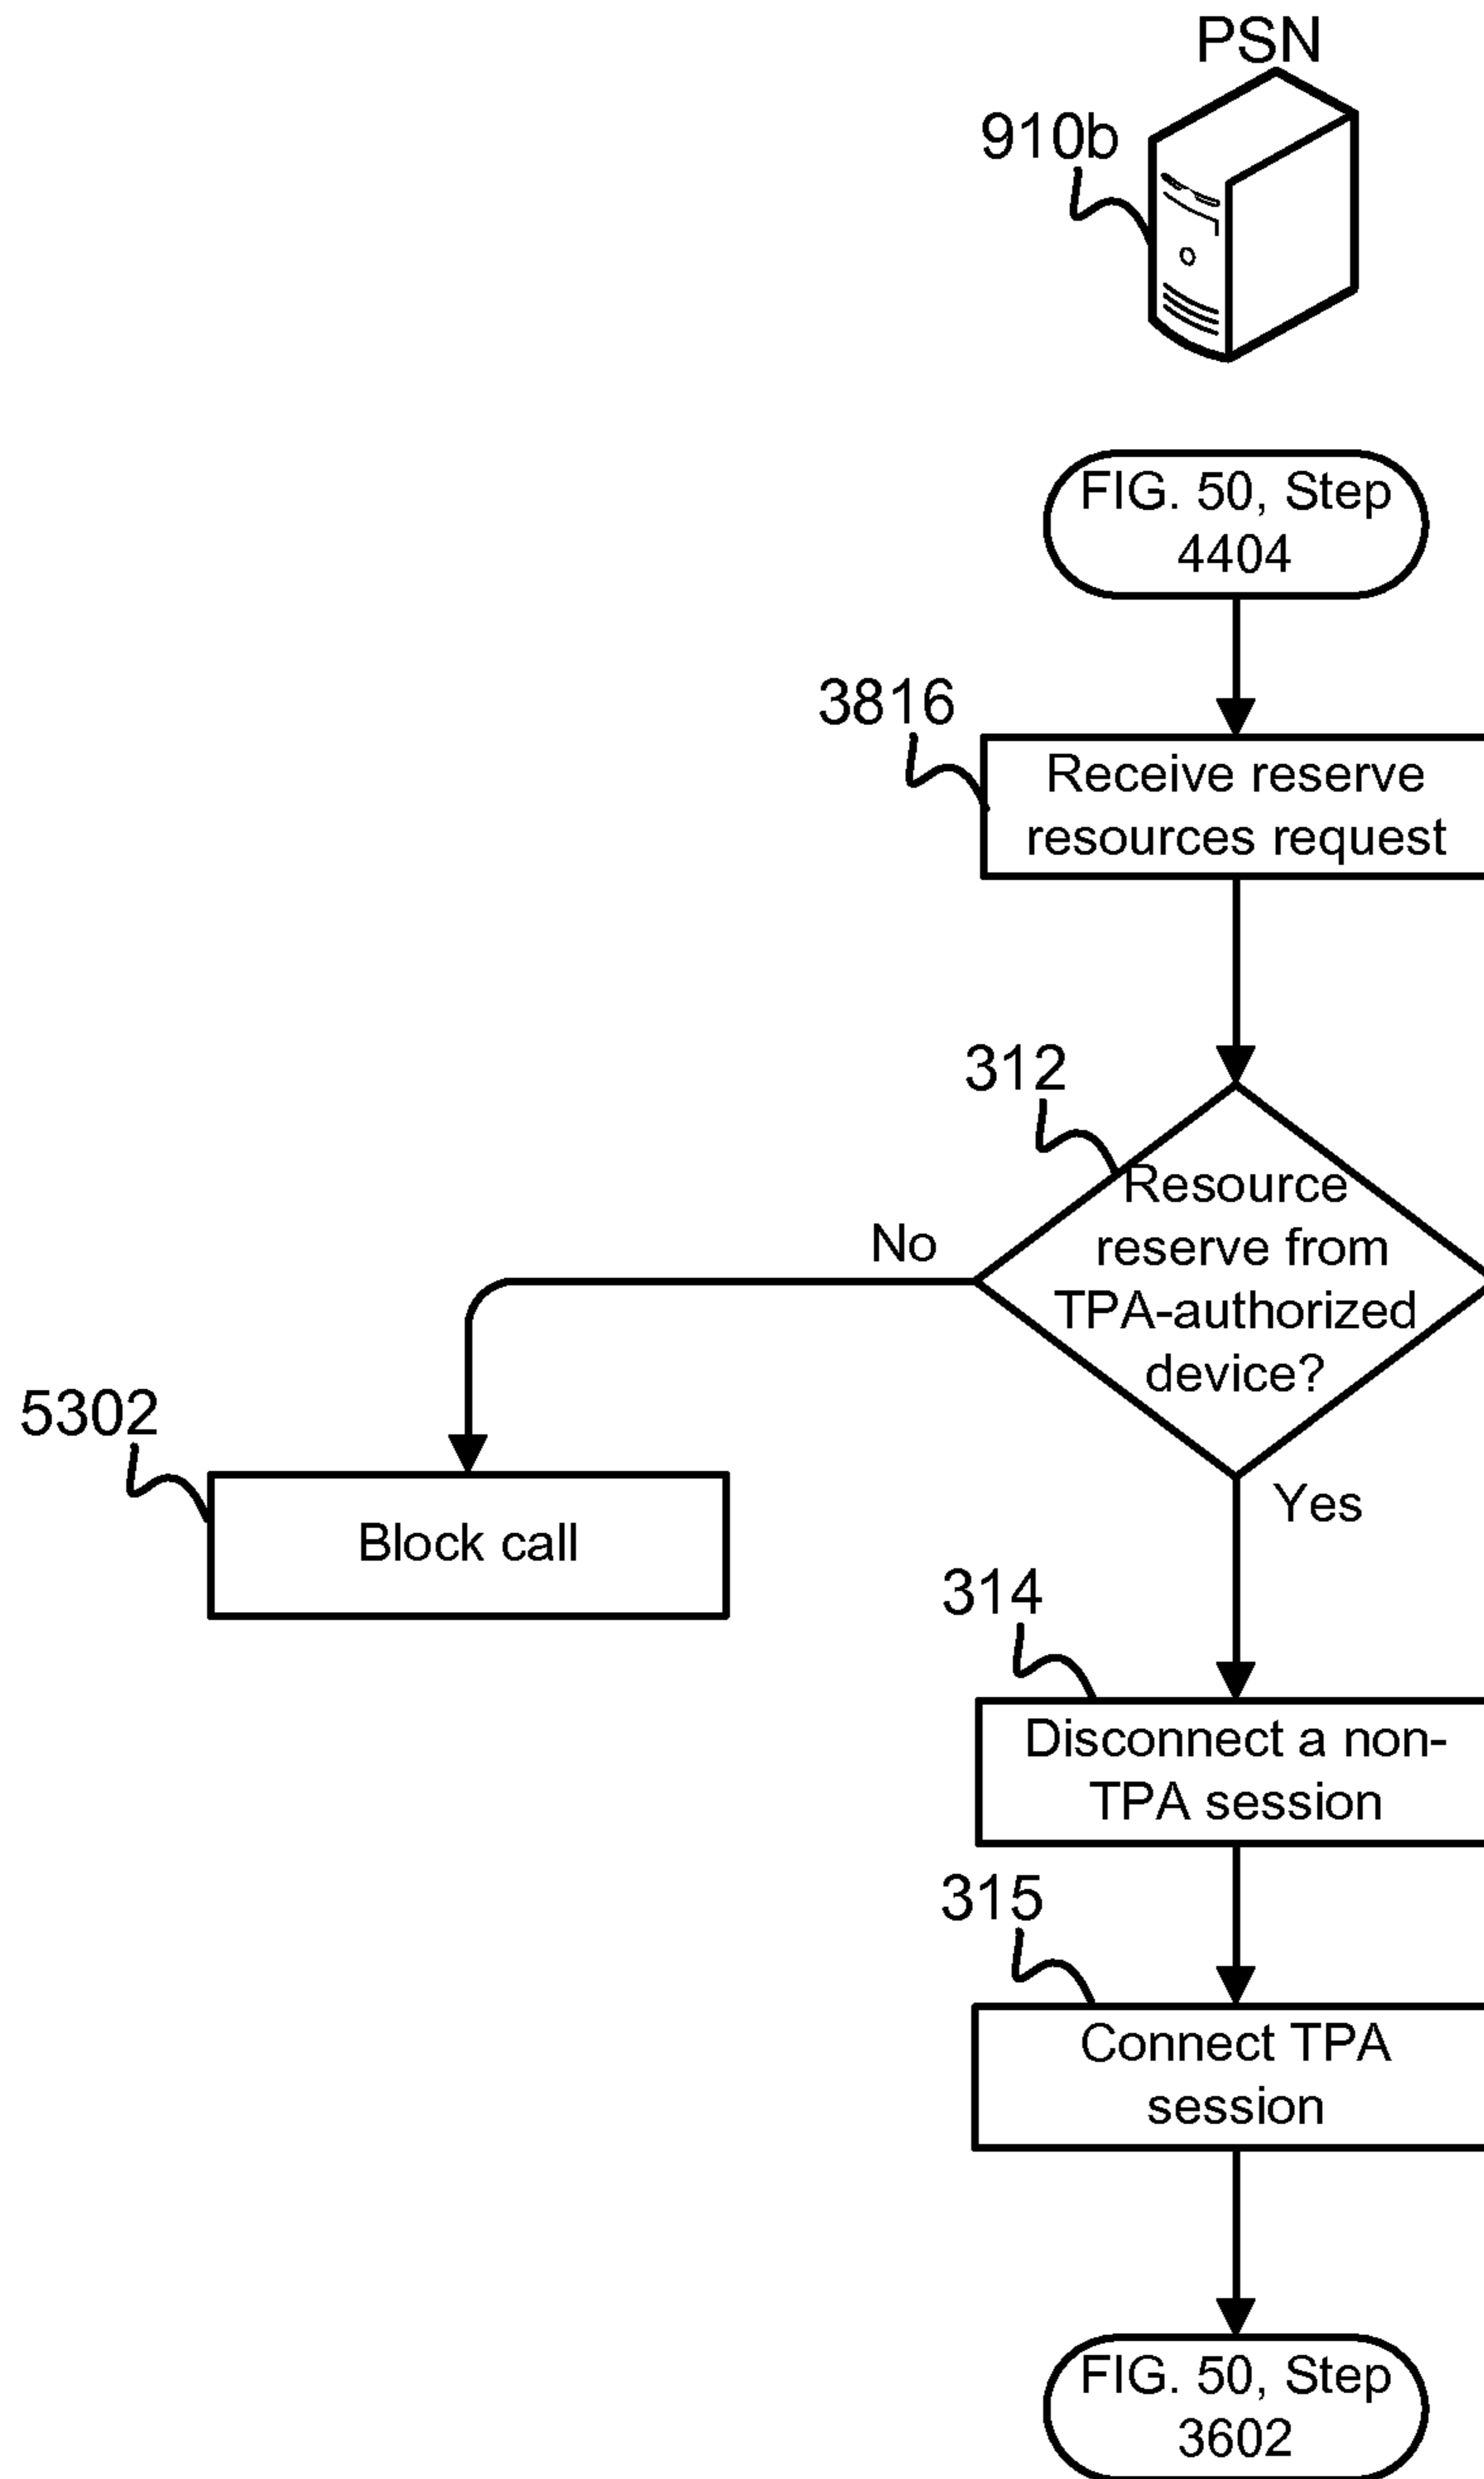 PSN
910b
FIG. 50, Step
4404
3816
Receive reserve
resources request
312
Resource
reserve from
TPA-authorized
device?
No
Yes
5302
Block call
314
Disconnect a non-
TPA session
315
Connect TPA
session
FIG. 50, Step
3602